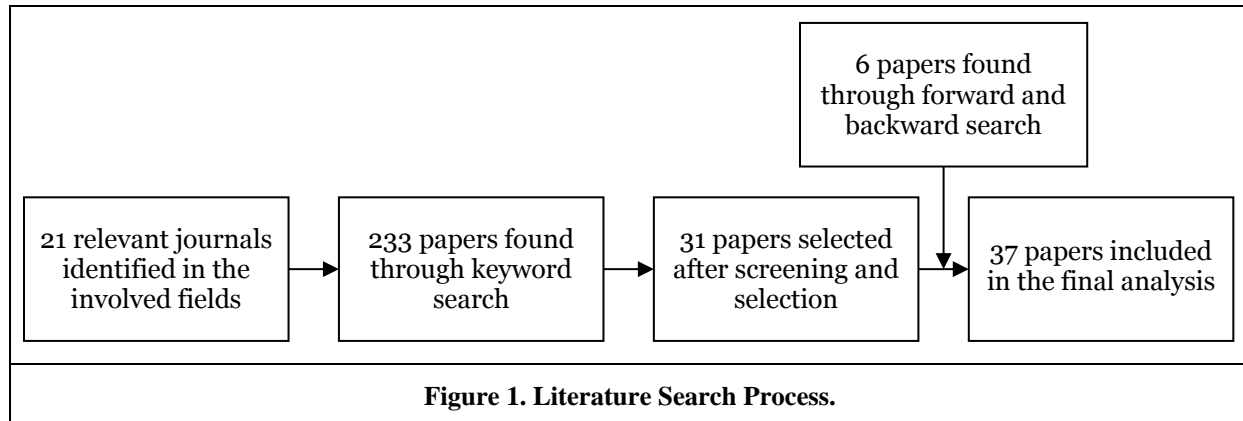 6 papers found
through forward and
backward search
21 relevant journals
identified in the
involved fields
233 papers found
through keyword
search
31 papers selected
after screening and
selection
37 papers included
in the final analysis
Figure 1. Literature Search Process.